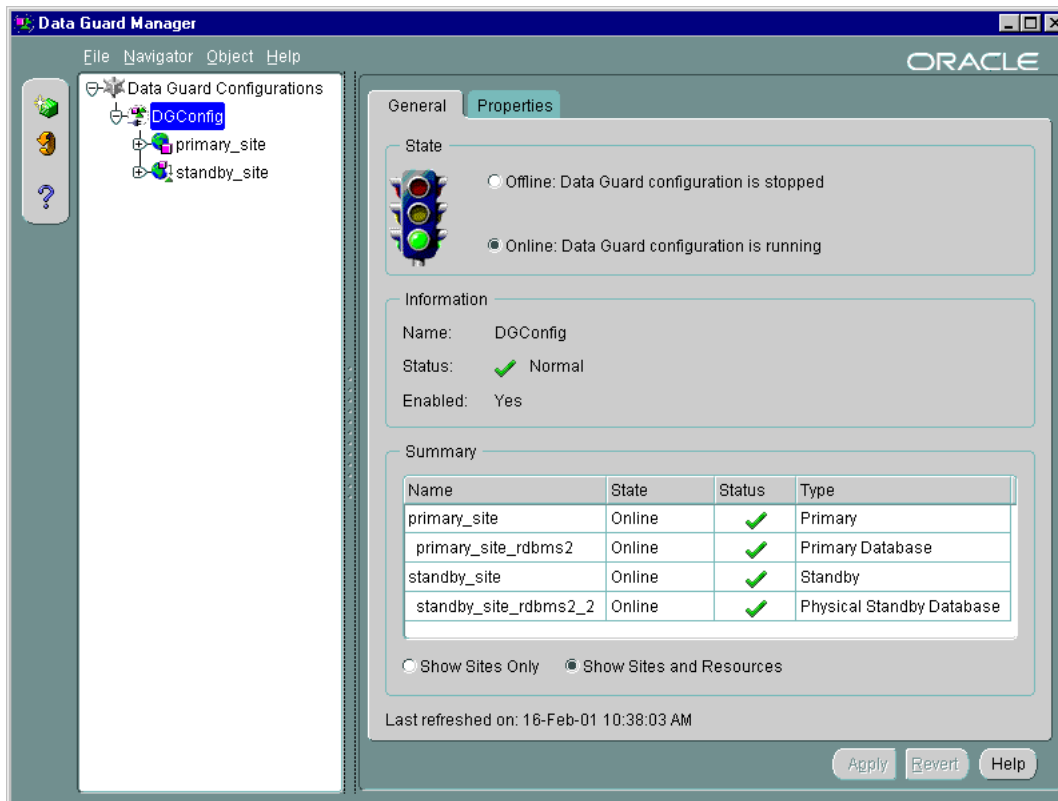 Data Guard Manager
File Navigator Object Help
ORACLE
Data Guard Configurations
DGConfig
primary_site
standby_site
General Properties
State
Offline: Data Guard configuration is stopped
Online: Data Guard configuration is running
Information
Name: DGConfig
Status: Normal
Enabled: Yes
Summary
Name State Status Type
primary_site Online Primary
primary_site_rdbms2 Online Primary Database
standby_site Online Standby
standby_site_rdbms2_2 Online Physical Standby Database
Show Sites Only Show Sites and Resources
Last refreshed on: 16-Feb-01 10:38:03 AM
Apply Revert Help